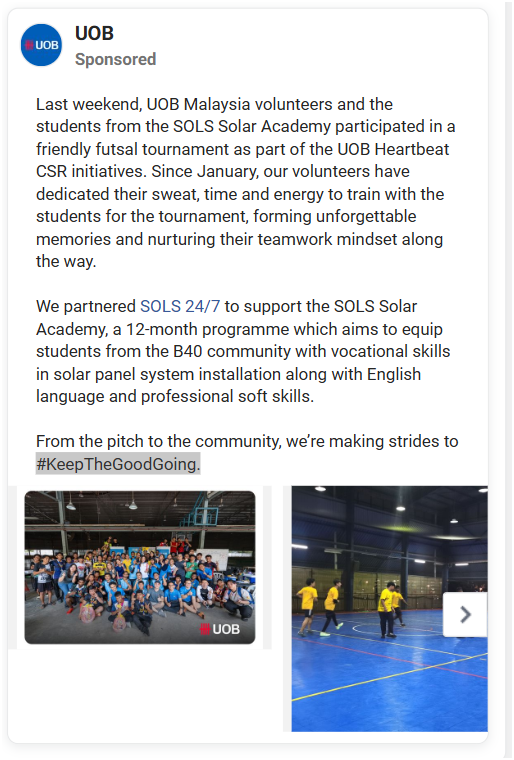 UOB
UOB
Sponsored
Last weekend, UOB Malaysia volunteers and the
students from the SOLS Solar Academy participated in a
friendly futsal tournament as part of the UOB Heartbeat
CSR initiatives. Since January, our volunteers have
dedicated their sweat, time and energy to train with the
students for the tournament, forming unforgettable
memories and nurturing their teamwork mindset along
the way.
We partnered SOLS 24/7 to support the SOLS Solar
Academy, a 12-month programme which aims to equip
students from the B40 community with vocational skills
in solar panel system installation along with English
language and professional soft skills.
From the pitch to the community, we’re making strides to
#KeepTheGoodGoing.
UOB